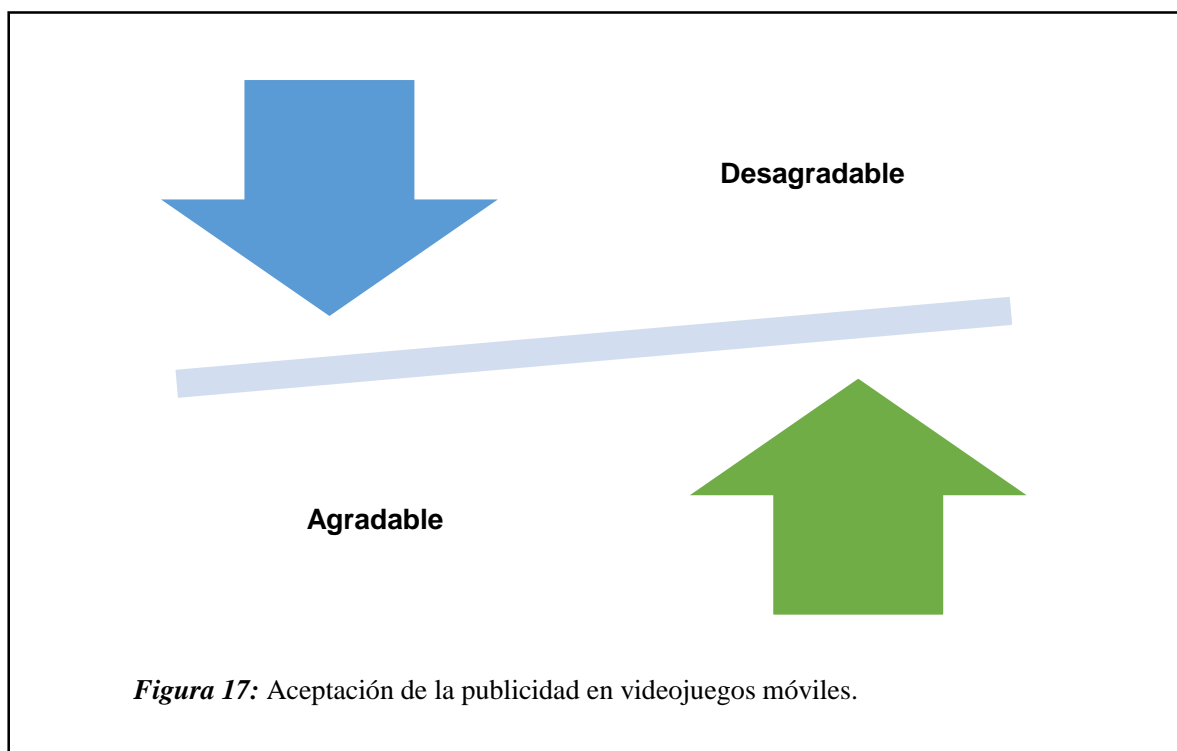 Desagradable
Agradable
Figura 17: Aceptación de la publicidad en videojuegos móviles.